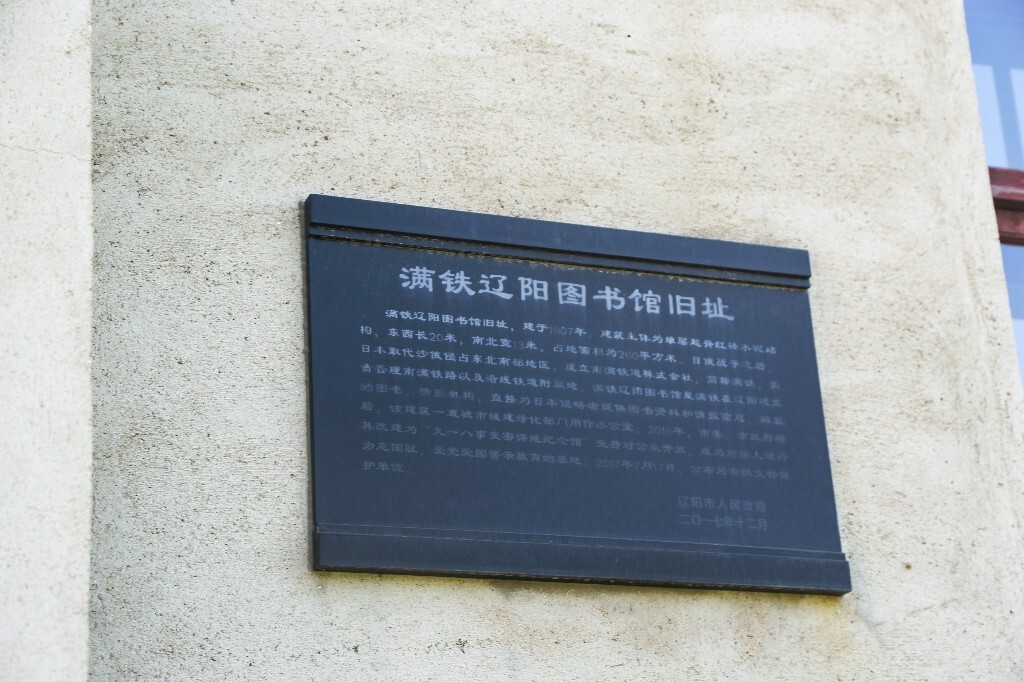 满铁辽阳图书馆旧址
满铁辽阳图书馆旧址，建于1907年，建筑主体为单层起脊红砖水泥结
构，东西长20米，南北宽13米，占地面积为260平方米。日俄战争之后，
日本取代沙俄侵占东北南部地区，成立南满铁道株式会社，简称满铁，负
责管理南满铁路以及沿线铁道附属地。满铁辽阳图书馆是满铁在辽阳成立
的图书、情报机构，直接为日本侵略者提供图书资料和情报信息。解放
后，馆建筑一直被市城建绿化部门用作办公室。2016年，市委、市政府将
其改建为“九一八事变密谋地纪念馆”免费对公众开放，成为对国人进行
勿忘国耻，爱党爱国警示教育的基地。2017年7月17日，公布为市级文物保
护单位
辽阳市人民政府
二〇一七年十二月